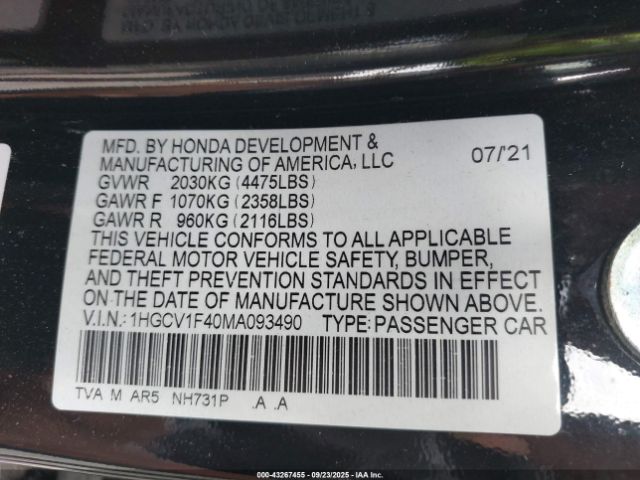 MFD. BY HONDA DEVELOPMENT &
MANUFACTURING OF AMERICA, LLC 07/'21
GVWR 2030KG (4475LBS)
GAWR F 1070KG (2358LBS)
GAWR R 960KG (2116LBS)
THIS VEHICLE CONFORMS TO ALL APPLICABLE
FEDERAL MOTOR VEHICLE SAFETY, BUMPER,
AND THEFT PREVENTION STANDARDS IN EFFECT
ON THE DATE OF MANUFACTURE SHOWN ABOVE.
V.I.N.: 1HGCV1F40MA093490 TYPE: PASSENGER CAR
TVA M AR5 NH731P .A .A
000-43267455 - 09/23/2025 - IAA Inc.